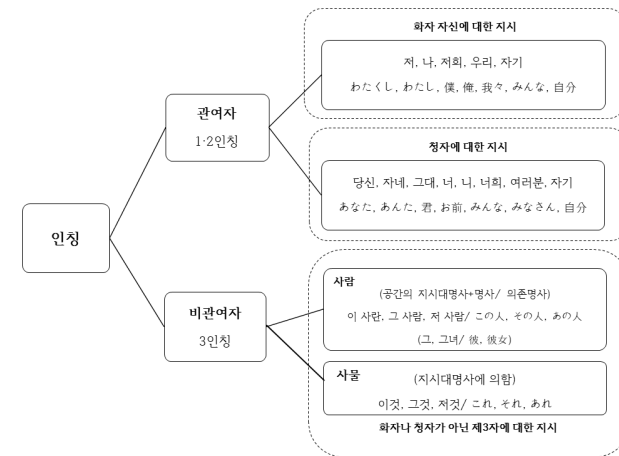 화자 자신에 대한 지시
저, 나, 저희, 우리, 자기
わたくし, わたし, 僕, 俺, 我々, みんな, 自分
관여자
1·2인칭
청자에 대한 지시
당신, 자네, 그대, 너, 니, 너희, 여러분, 자기
あなた, あんた, 君, お前, みんな, みなさん, 自分
인칭
비관여자
3인칭
사람
(공간의 지시대명사+명사/ 의존명사)
이 사란, 그 사람, 저 사람/ この人, その人, あの人
(그, 그녀/ 彼, 彼女)
사물
(지시대명사에 의함)
이것, 그것, 저것/ これ, それ, あれ
화자나 청자가 아닌 제3자에 대한 지시